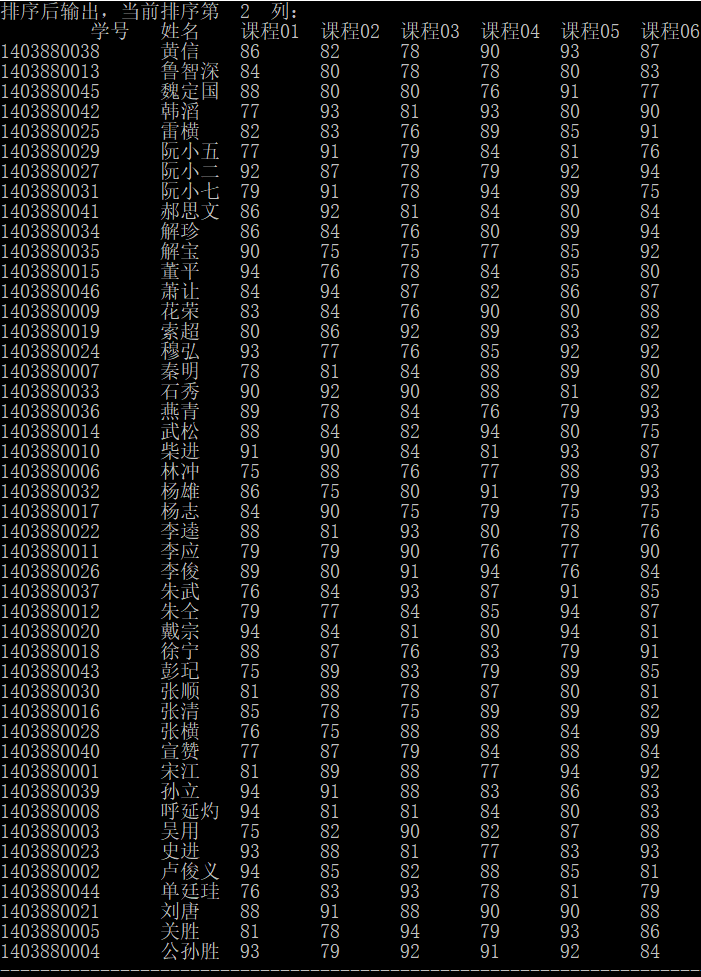 排序后输出，当前排序第  2  列：
学号 姓名 课程01 课程02 课程03 课程04 课程05 课程06
1403880038 黄信 86 82 78 90 93 87
1403880013 鲁智深 84 80 78 78 80 83
1403880045 魏定国 88 80 80 76 91 77
1403880042 韩滔 77 93 81 93 80 90
1403880025 雷横 82 83 76 89 85 91
1403880029 阮小五 77 91 79 84 81 76
1403880027 阮小二 92 87 78 79 92 94
1403880031 阮小七 79 91 78 94 89 75
1403880041 郝思文 86 92 81 84 80 84
1403880034 解珍 86 84 76 80 89 94
1403880035 解宝 90 75 75 77 85 92
1403880015 董平 94 76 78 84 85 80
1403880046 萧让 84 94 87 82 86 87
1403880009 花荣 83 84 76 90 80 88
1403880019 索超 80 86 92 89 83 82
1403880024 穆弘 93 77 76 85 92 92
1403880007 秦明 78 81 84 88 89 80
1403880033 石秀 90 92 90 88 81 82
1403880036 燕青 89 78 84 76 79 93
1403880014 武松 88 84 82 94 80 75
1403880010 柴进 91 90 84 81 93 87
1403880006 林冲 75 88 76 77 88 93
1403880032 杨雄 86 75 80 91 79 93
1403880017 杨志 84 90 75 79 75 75
1403880022 李逵 88 81 93 80 78 76
1403880011 李应 79 79 90 76 77 90
1403880026 李俊 89 80 91 94 76 84
1403880037 朱武 76 84 93 87 91 85
1403880012 朱仝 79 77 84 85 94 87
1403880020 戴宗 94 84 81 80 94 81
1403880018 徐宁 88 87 76 83 79 91
1403880043 彭玘 75 89 83 79 89 85
1403880030 张顺 81 88 78 87 80 81
1403880016 张清 85 78 75 89 89 82
1403880028 张横 76 75 88 88 84 89
1403880040 宣赞 77 87 79 84 88 84
1403880001 宋江 81 89 88 77 94 92
1403880039 孙立 94 91 88 83 86 83
1403880008 呼延灼 94 81 81 84 80 83
1403880003 吴用 75 82 90 82 87 88
1403880023 史进 93 88 81 77 83 93
1403880002 卢俊义 94 85 82 88 85 81
1403880044 单廷珪 76 83 93 78 81 79
1403880021 刘唐 88 91 88 90 90 88
1403880005 关胜 81 78 94 79 93 86
1403880004 公孙胜 93 79 92 91 92 84